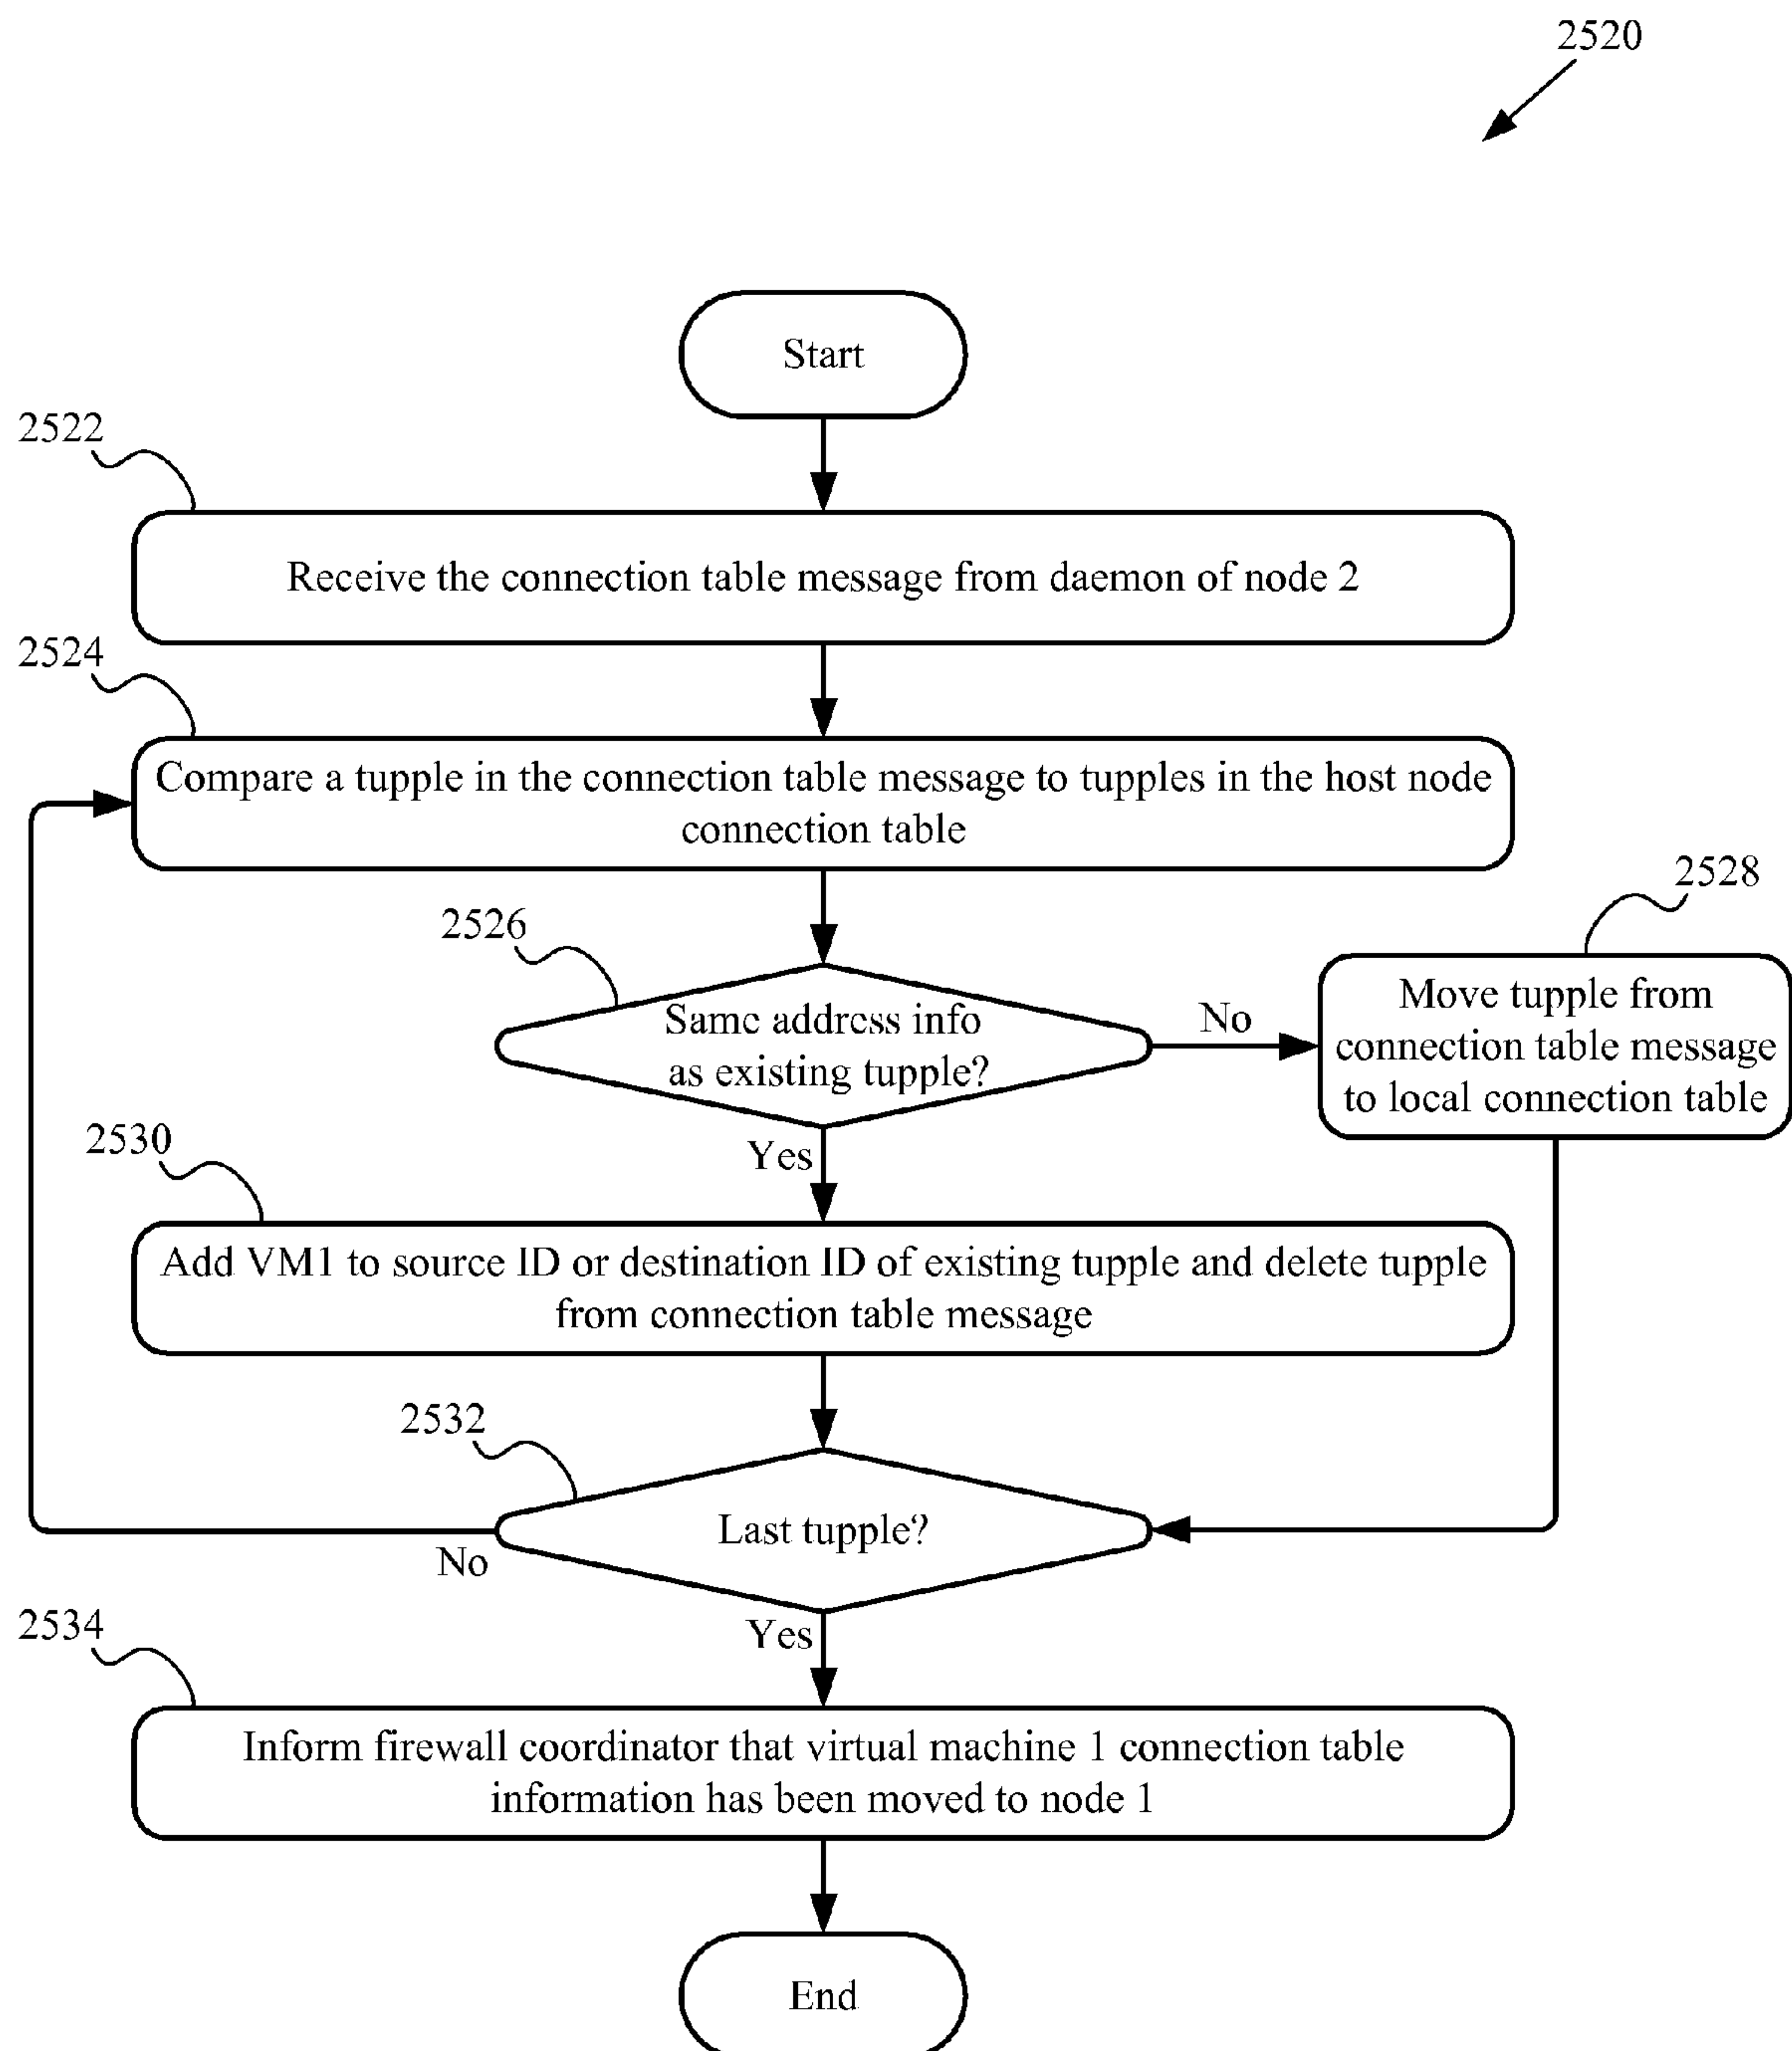 2520
Start
2522
Receive the connection table message from daemon of node 2
2524
Compare a tupple in the connection table message to tupples in the host node
connection table
2526
Same address info
as existing tupple?
No
2528
Move tupple from
connection table message
to local connection table
Yes
2530
Add VM1 to source ID or destination ID of existing tupple and delete tupple
from connection table message
2532
Last tupple?
No
Yes
2534
Inform firewall coordinator that virtual machine 1 connection table
information has been moved to node 1
End